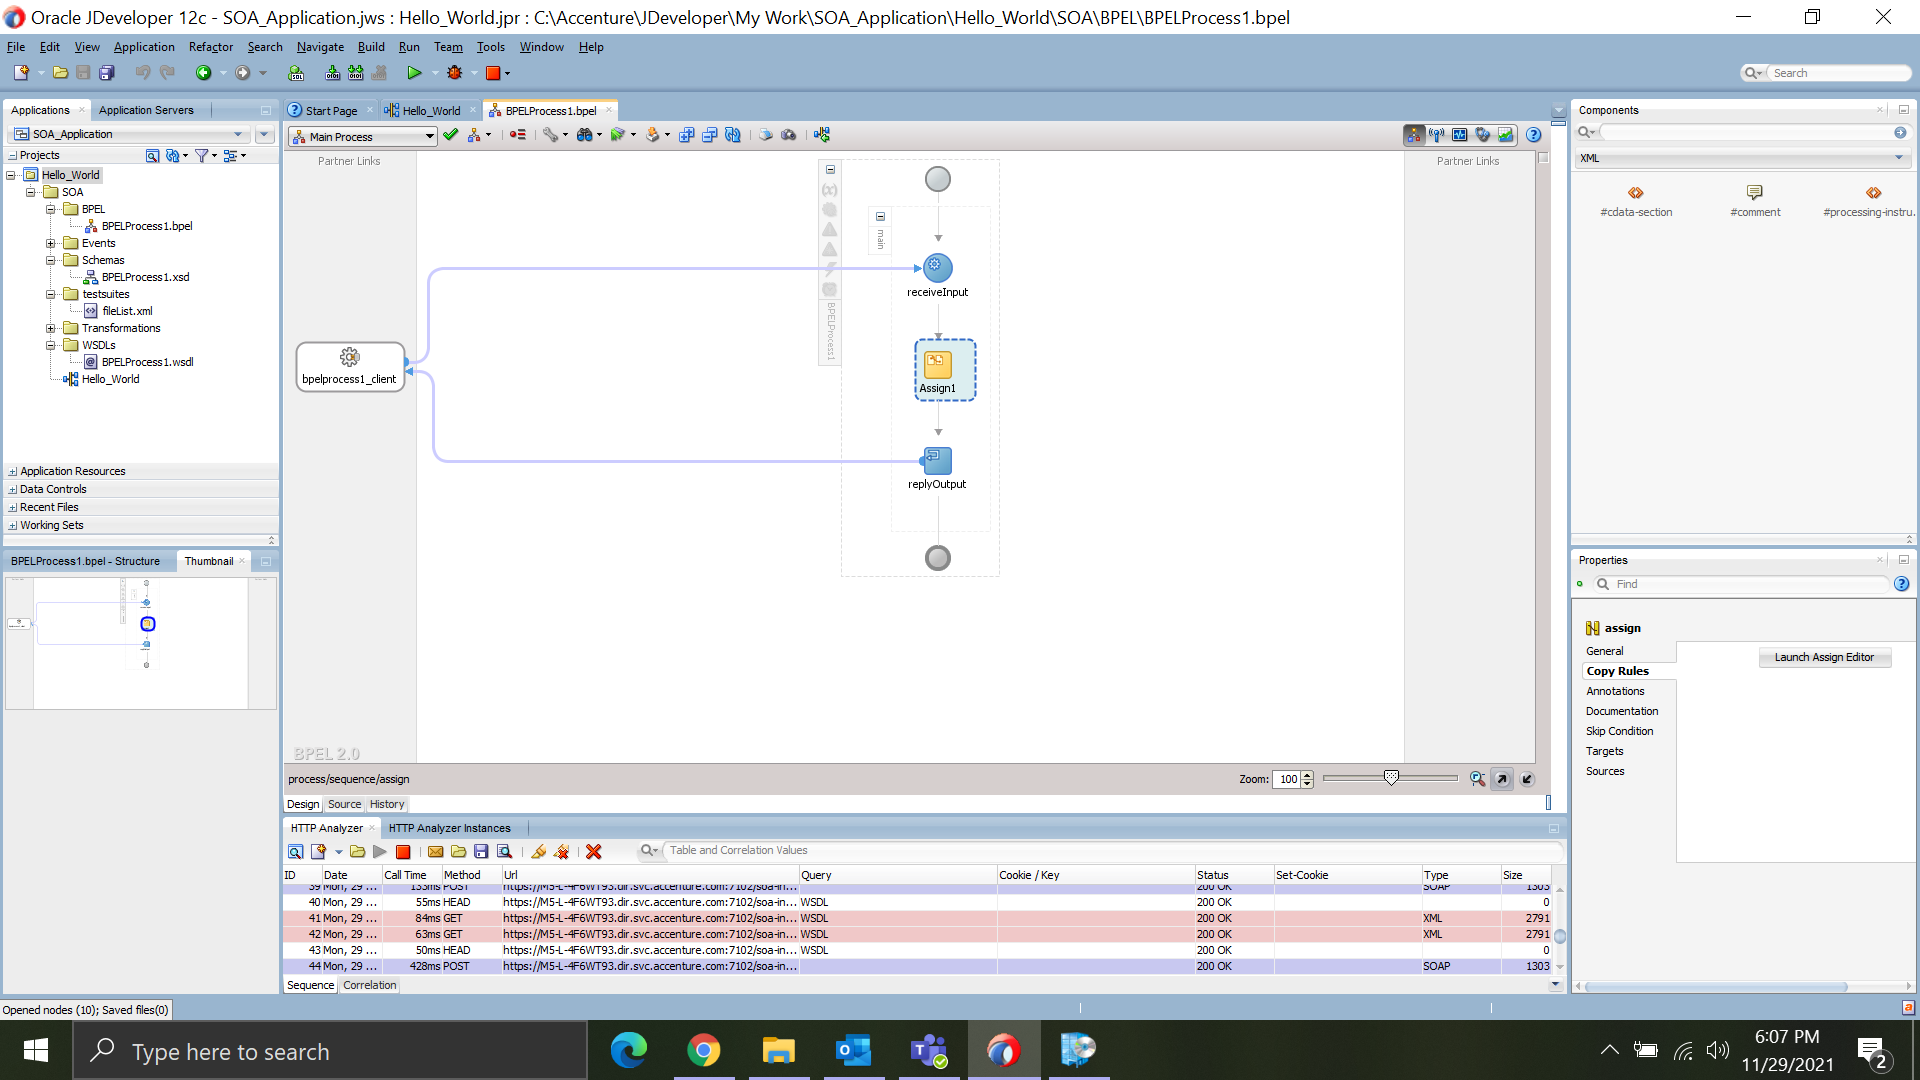 Oracle JDeveloper 12c - SOA_Application.jws : Hello_World.jpr : C:\Accenture\JDeveloper\My Work\SOA_Application\Hello_World\SOA\BPEL\BPELProcess1.bpel
File Edit View Application Refactor Search Navigate Build Run Team Tools Window Help
Search
Applications
Application Servers
SOA_Application
Projects
Hello_World
SOA
BPEL
BPELProcess1.bpel
Events
Schemas
BPELProcess1.xsd
testsuites
fileList.xml
Transformations
WSDLs
BPELProcess1.wsdl
Hello_World
Application Resources
Data Controls
Recent Files
Working Sets
BPELProcess1.bpel - Structure
Thumbnail
Start Page
Hello_World
BPELProcess1.bpel
Main Process
Partner Links
Partner Links
main
BPELProcess1
receiveInput
bpelprocess1_client
Assign1
replyOutput
BPEL 2.0
process/sequence/assign
Zoom: 100
Design Source History
HTTP Analyzer
HTTP Analyzer Instances
Table and Correlation Values
ID Date Call Time Method Url Query Cookie / Key Status Set-Cookie Type Size
39 Mon, 29 ... 133ms POST https://M5-L-4F6WT93.dir.svc.accenture.com:7102/soa-in... 200 OK SOAP 1303
40 Mon, 29 ... 55ms HEAD https://M5-L-4F6WT93.dir.svc.accenture.com:7102/soa-in... WSDL 200 OK 0
41 Mon, 29 ... 84ms GET https://M5-L-4F6WT93.dir.svc.accenture.com:7102/soa-in... WSDL 200 OK XML 2791
42 Mon, 29 ... 63ms GET https://M5-L-4F6WT93.dir.svc.accenture.com:7102/soa-in... WSDL 200 OK XML 2791
43 Mon, 29 ... 50ms HEAD https://M5-L-4F6WT93.dir.svc.accenture.com:7102/soa-in... WSDL 200 OK 0
44 Mon, 29 ... 428ms POST https://M5-L-4F6WT93.dir.svc.accenture.com:7102/soa-in... 200 OK SOAP 1303
Sequence Correlation
Components
XML
#cdata-section
#comment
#processing-instru.
Properties
Find
assign
General
Copy Rules
Annotations
Documentation
Skip Condition
Targets
Sources
Launch Assign Editor
Opened nodes (10); Saved files(0)
Type here to search
6:07 PM
11/29/2021
2